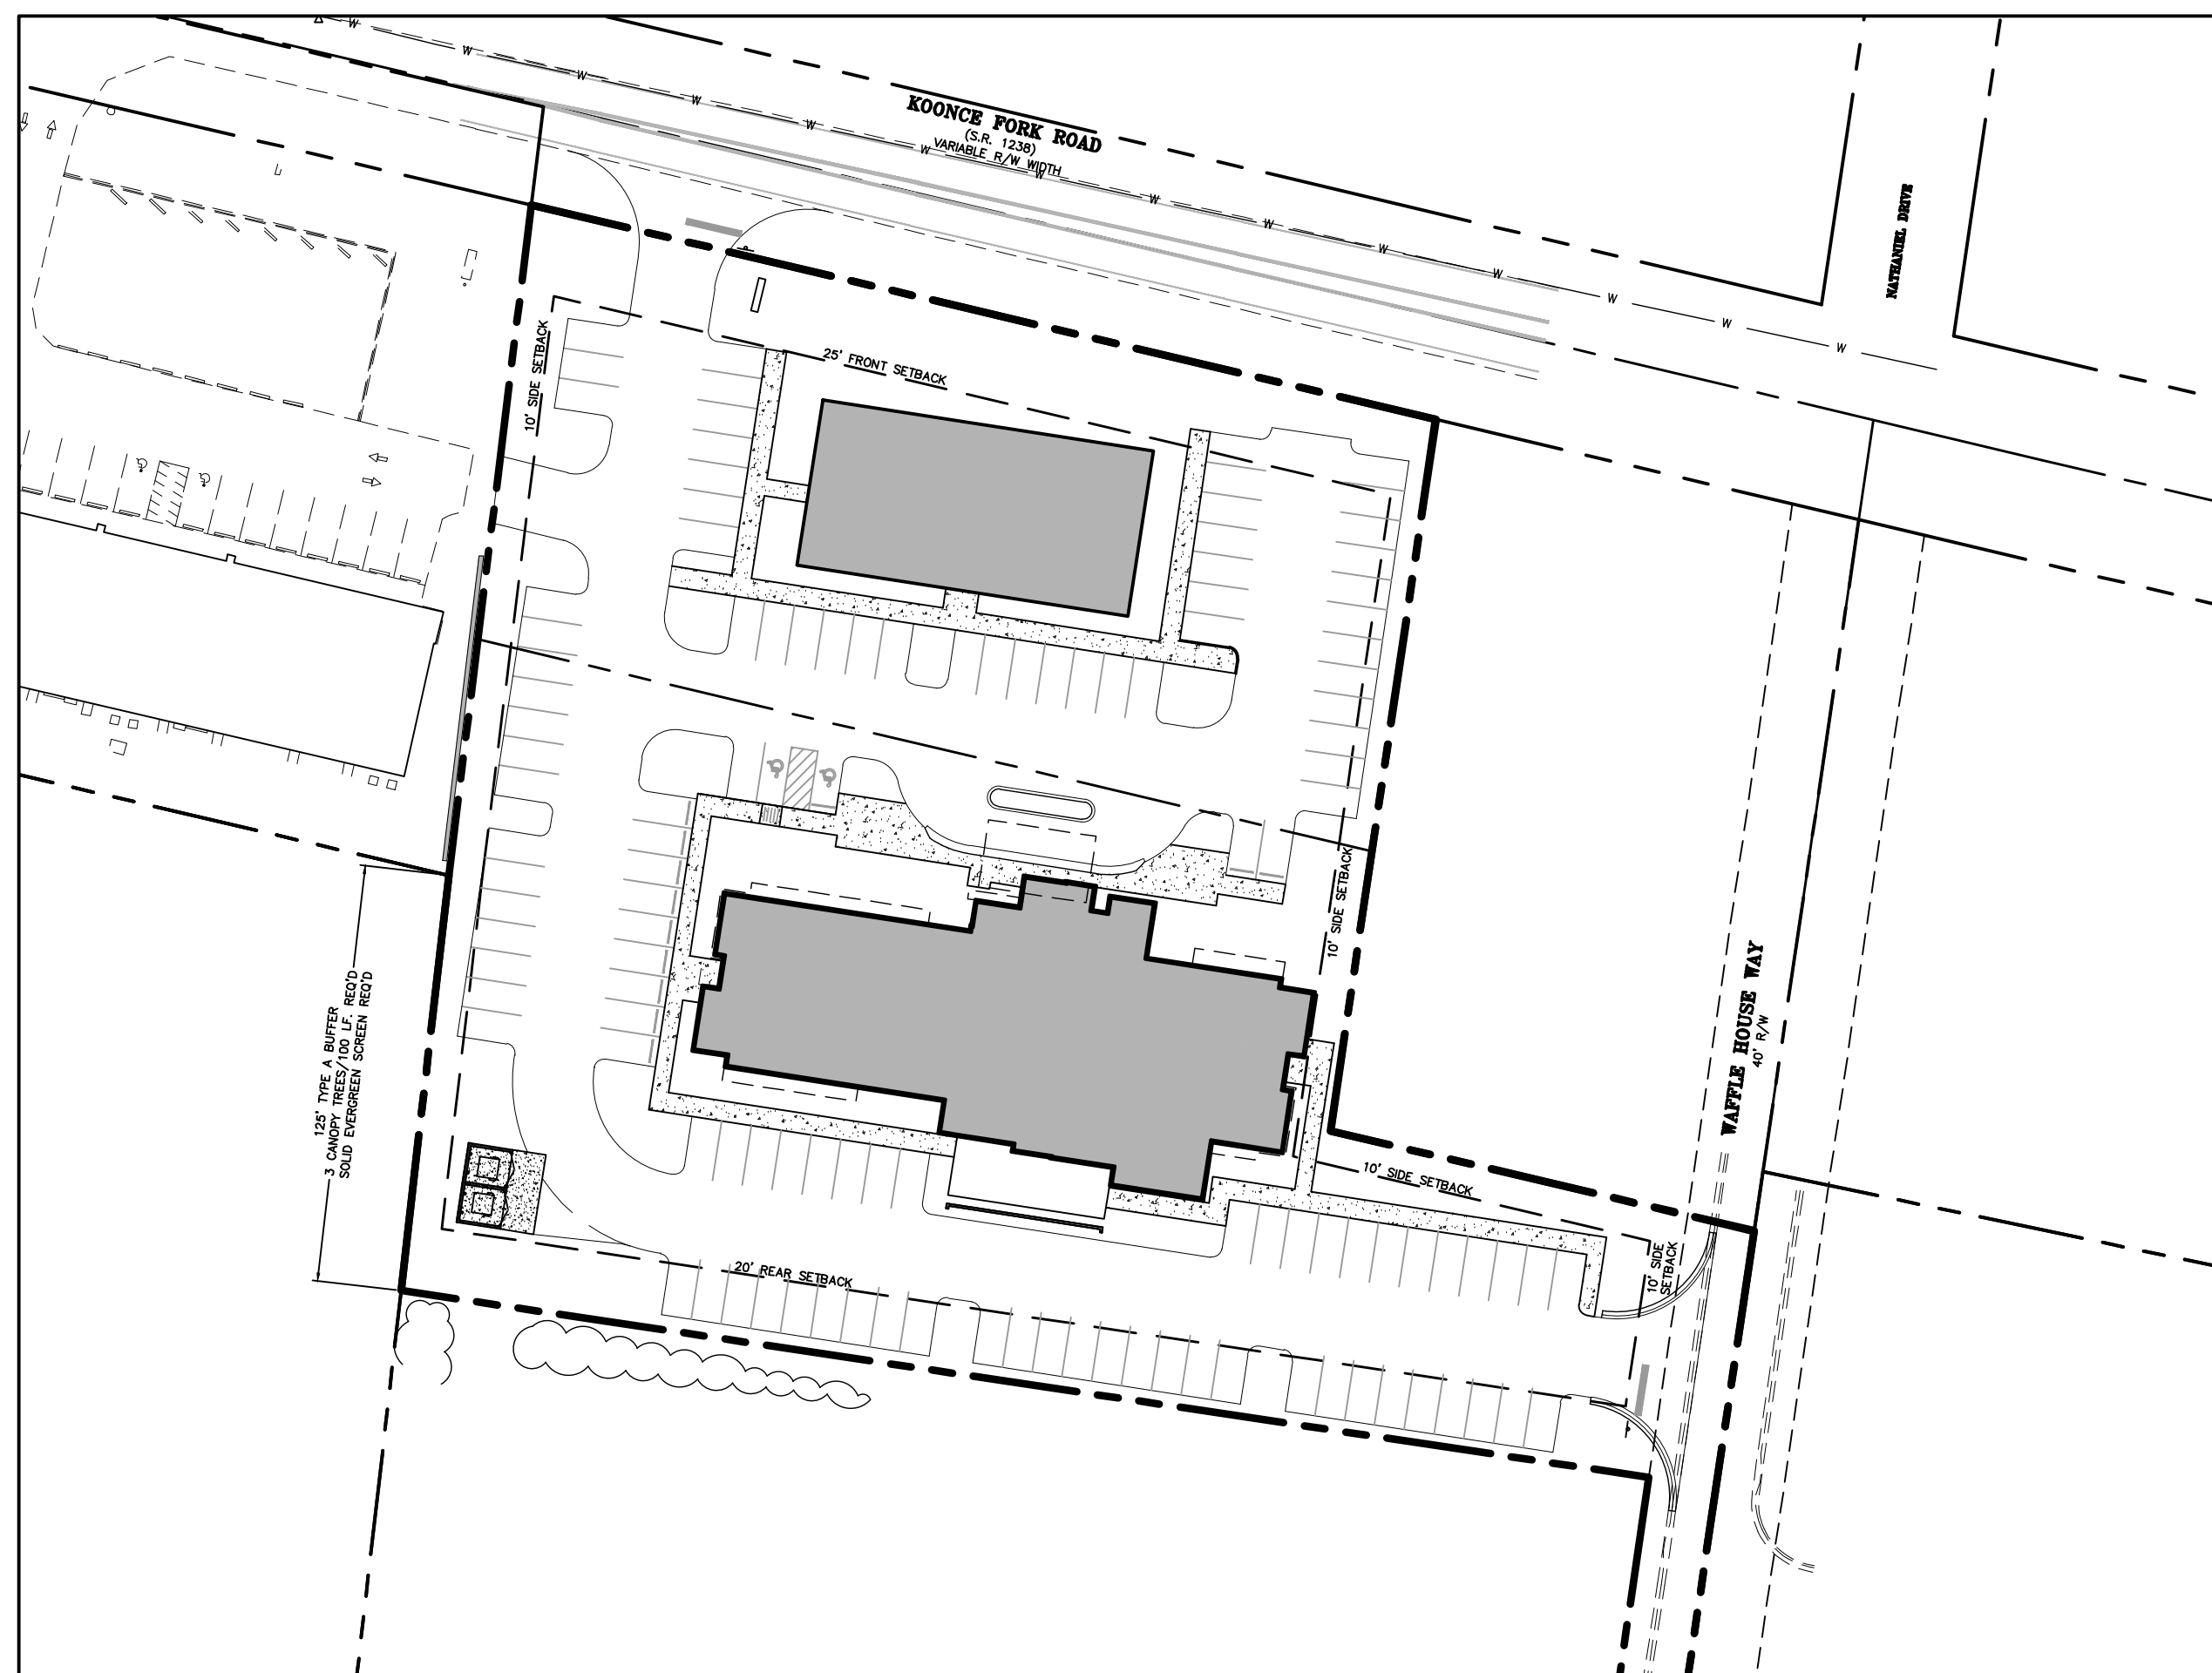 KOONCE FORK ROAD
(S.R. 1238)
VARIABLE R/W WIDTH
W
W
W
W
W
W
W
W
W
W
W
W
W
W
NATHANIEL DRIVE
10' SIDE SETBACK
25' FRONT SETBACK
10' SIDE SETBACK
WAFFLE HOUSE WAY
40' R/W
125' TYPE A BUFFER
3 CANOPY TREES/100 LF. REQ'D
SOLID EVERGREEN SCREEN REQ'D
10' SIDE SETBACK
10' SIDE
SETBACK
20' REAR SETBACK